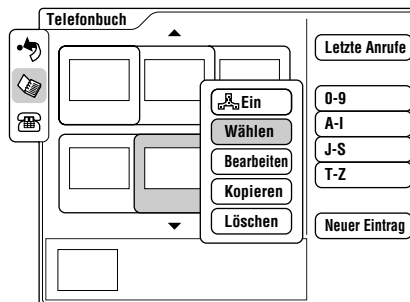 Telefonbuch
Letzte Anrufe
Ein
0-9
Wählen
A-I
Bearbeiten
J-S
Kopieren
T-Z
Löschen
Neuer Eintrag